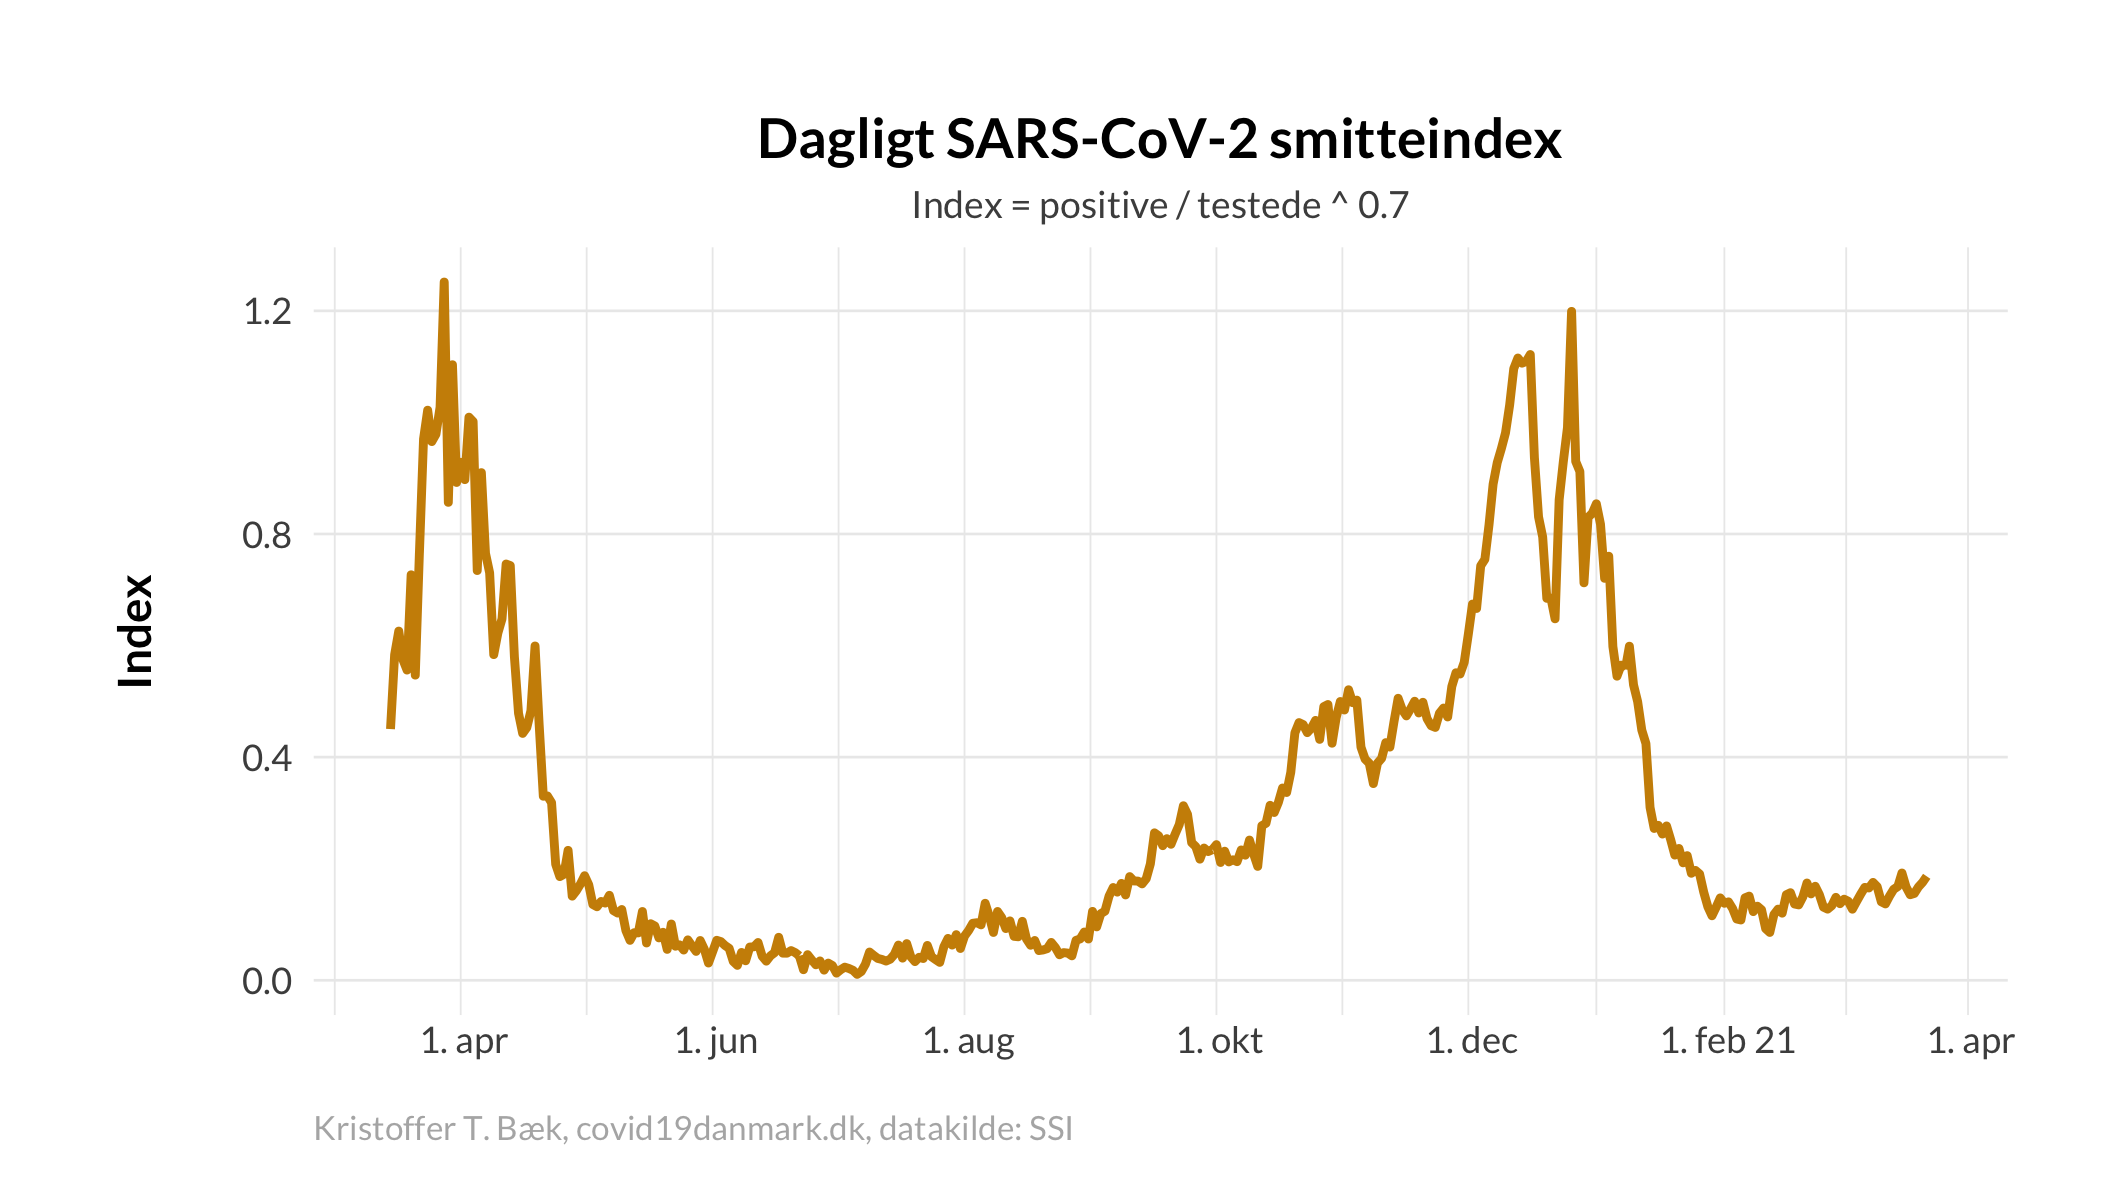 Dagligt SARS-CoV-2 smitteindex
Index = positive / testede ^ 0.7
Index
1.2
0.8
0.4
0.0
1. apr
1. jun
1. aug
1. okt
1. dec
1. feb 21
1. apr
Kristoffer T. Bæk, covid19danmark.dk, datakilde: SSI